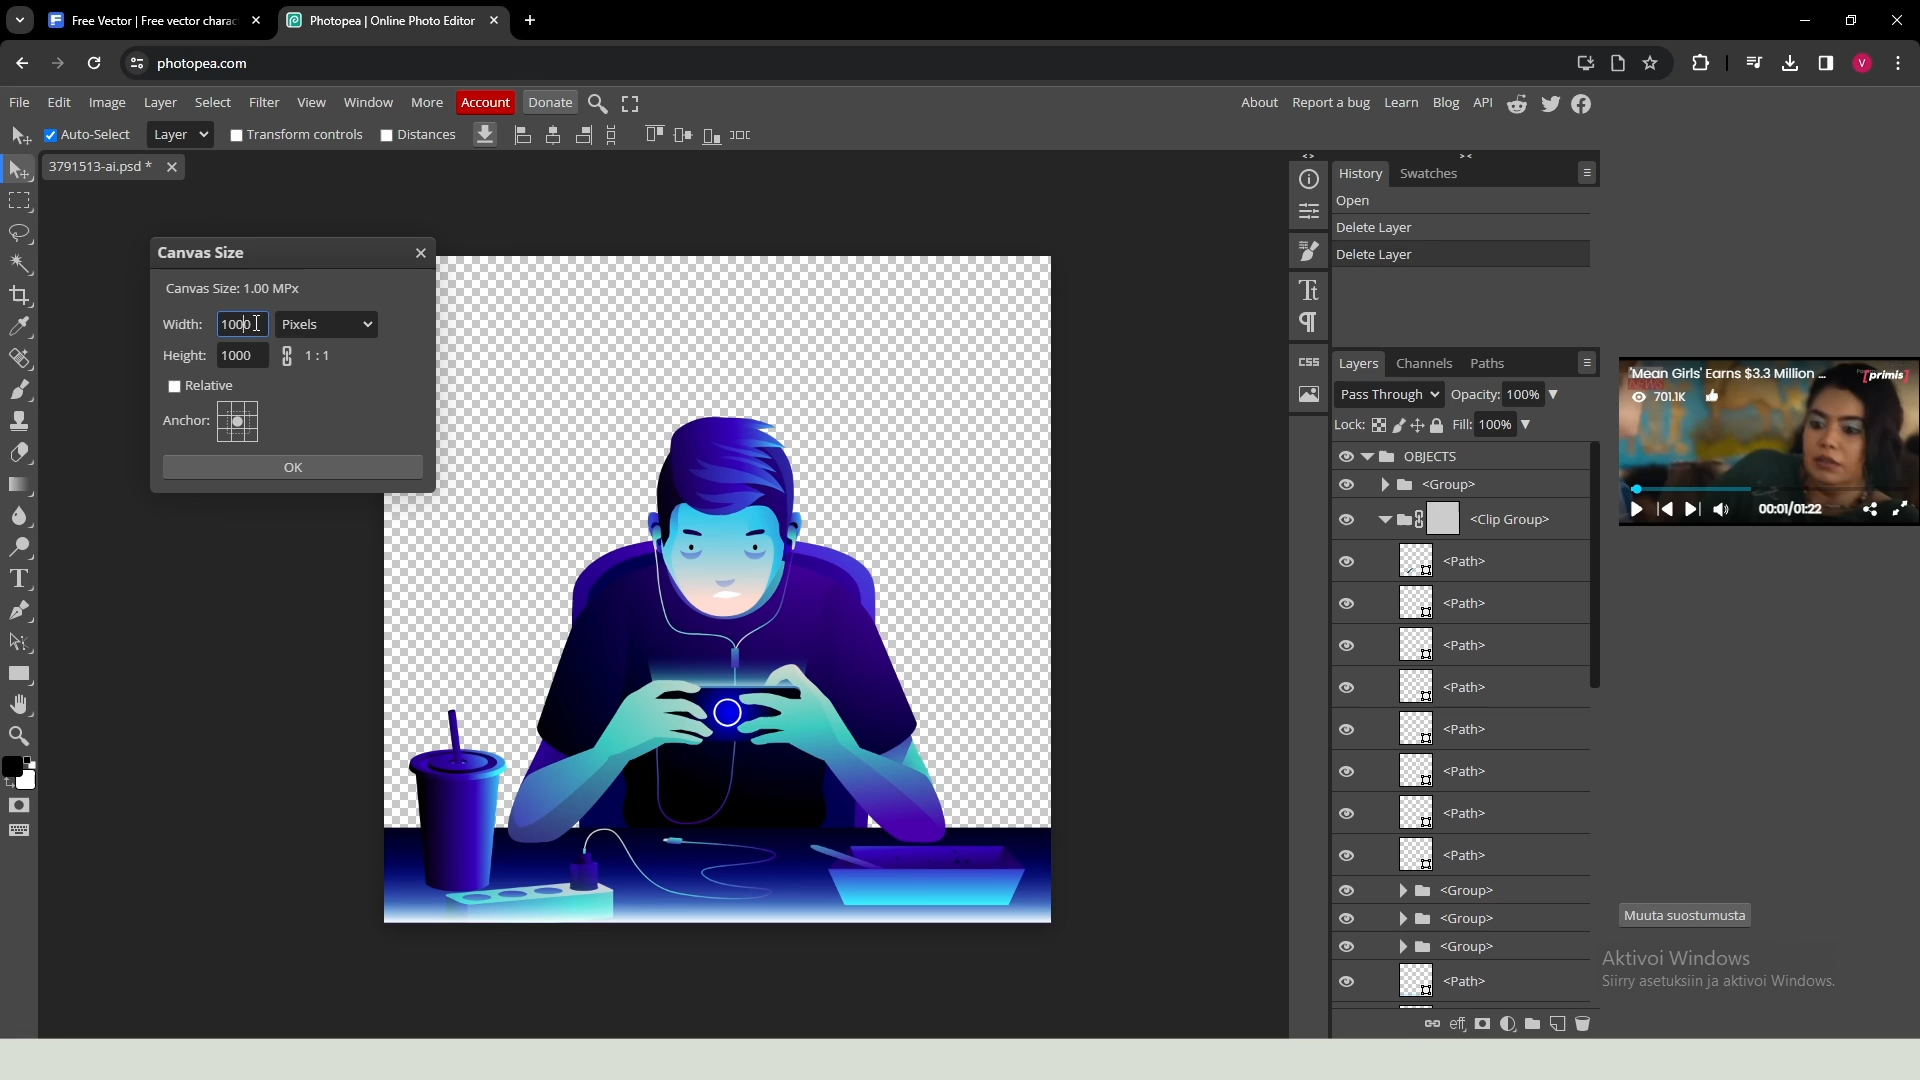 Free Vector | Free vector charac
Photopea | Online Photo Editor
photopea.com
V
File Edit Image Layer Select Filter View Window More Account Donate
About Report a bug Learn Blog API
Auto-Select Layer Transform controls Distances
3791513-ai.psd *
Canvas Size
Canvas Size: 1.00 MPx
Width: 1000 Pixels
Height: 1000 1 : 1
Relative
Anchor:
OK
History Swatches
Open
Delete Layer
Delete Layer
CSS
Layers Channels Paths
Pass Through Opacity: 100%
Lock: Fill: 100%
OBJECTS
<Group>
<Clip Group>
<Path>
<Path>
<Path>
<Path>
<Path>
<Path>
<Path>
<Path>
<Group>
<Group>
<Group>
<Path>
eff
'Mean Girls' Earns $3.3 Million ...
[primis]
NEWS
701.1K
00:01/01:22
Muuta suostumusta
Aktivoi Windows
Siirry asetuksiin ja aktivoi Windows.